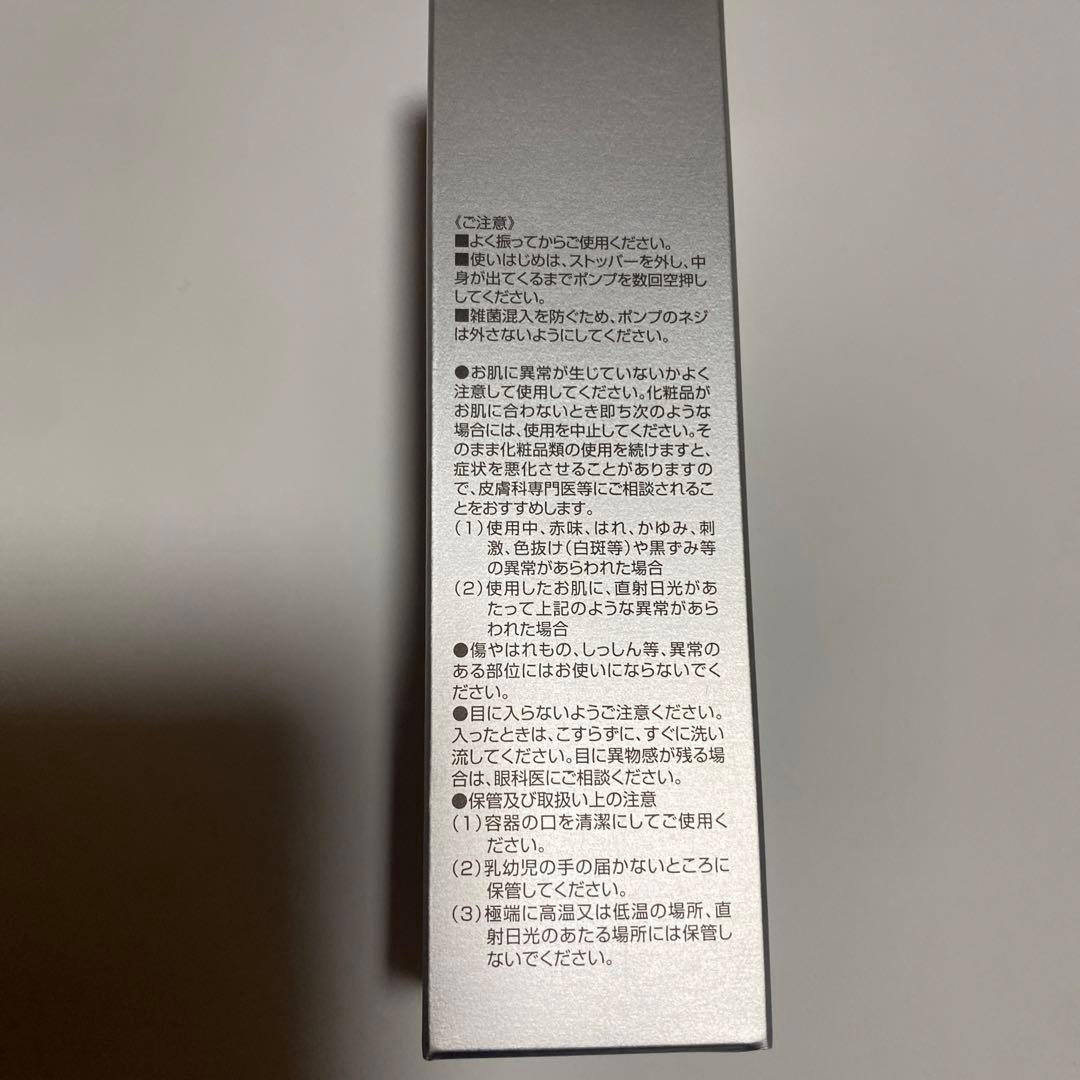 《ご注意》
■よく振ってからご使用ください。
■使いはじめは、ストッパーを外し、中
身が出てくるまでポンプを数回空押し
してください。
■雑菌混入を防ぐため、ポンプのネジ
は外さないようにしてください。
●お肌に異常が生じていないかよく
注意して使用してください。化粧品が
お肌に合わないとき即ち次のような
場合には、使用を中止してください。そ
のまま化粧品類の使用を続けますと、
症状を悪化させることがありますの
で、皮膚科専門医等にご相談されるこ
とをおすすめします。
(1)使用中、赤味、はれ、かゆみ、刺
激、色抜け(白斑等)や黒ずみ等
の異常があらわれた場合
(2)使用したお肌に、直射日光があ
たって上記のような異常があら
われた場合
●傷やはれもの、しっしん等、異常の
ある部位にはお使いにならないでく
ださい。
●目に入らないようご注意ください。
入ったときは、こすらずに、すぐに洗い
流してください。目に異物感が残る場
合は、眼科医にご相談ください。
●保管及び取扱い上の注意
(1)容器の口を清潔にしてご使用く
ださい。
(2)乳幼児の手の届かないところに
保管してください。
(3)極端に高温又は低温の場所、直
射日光のあたる場所には保管し
ないでください。